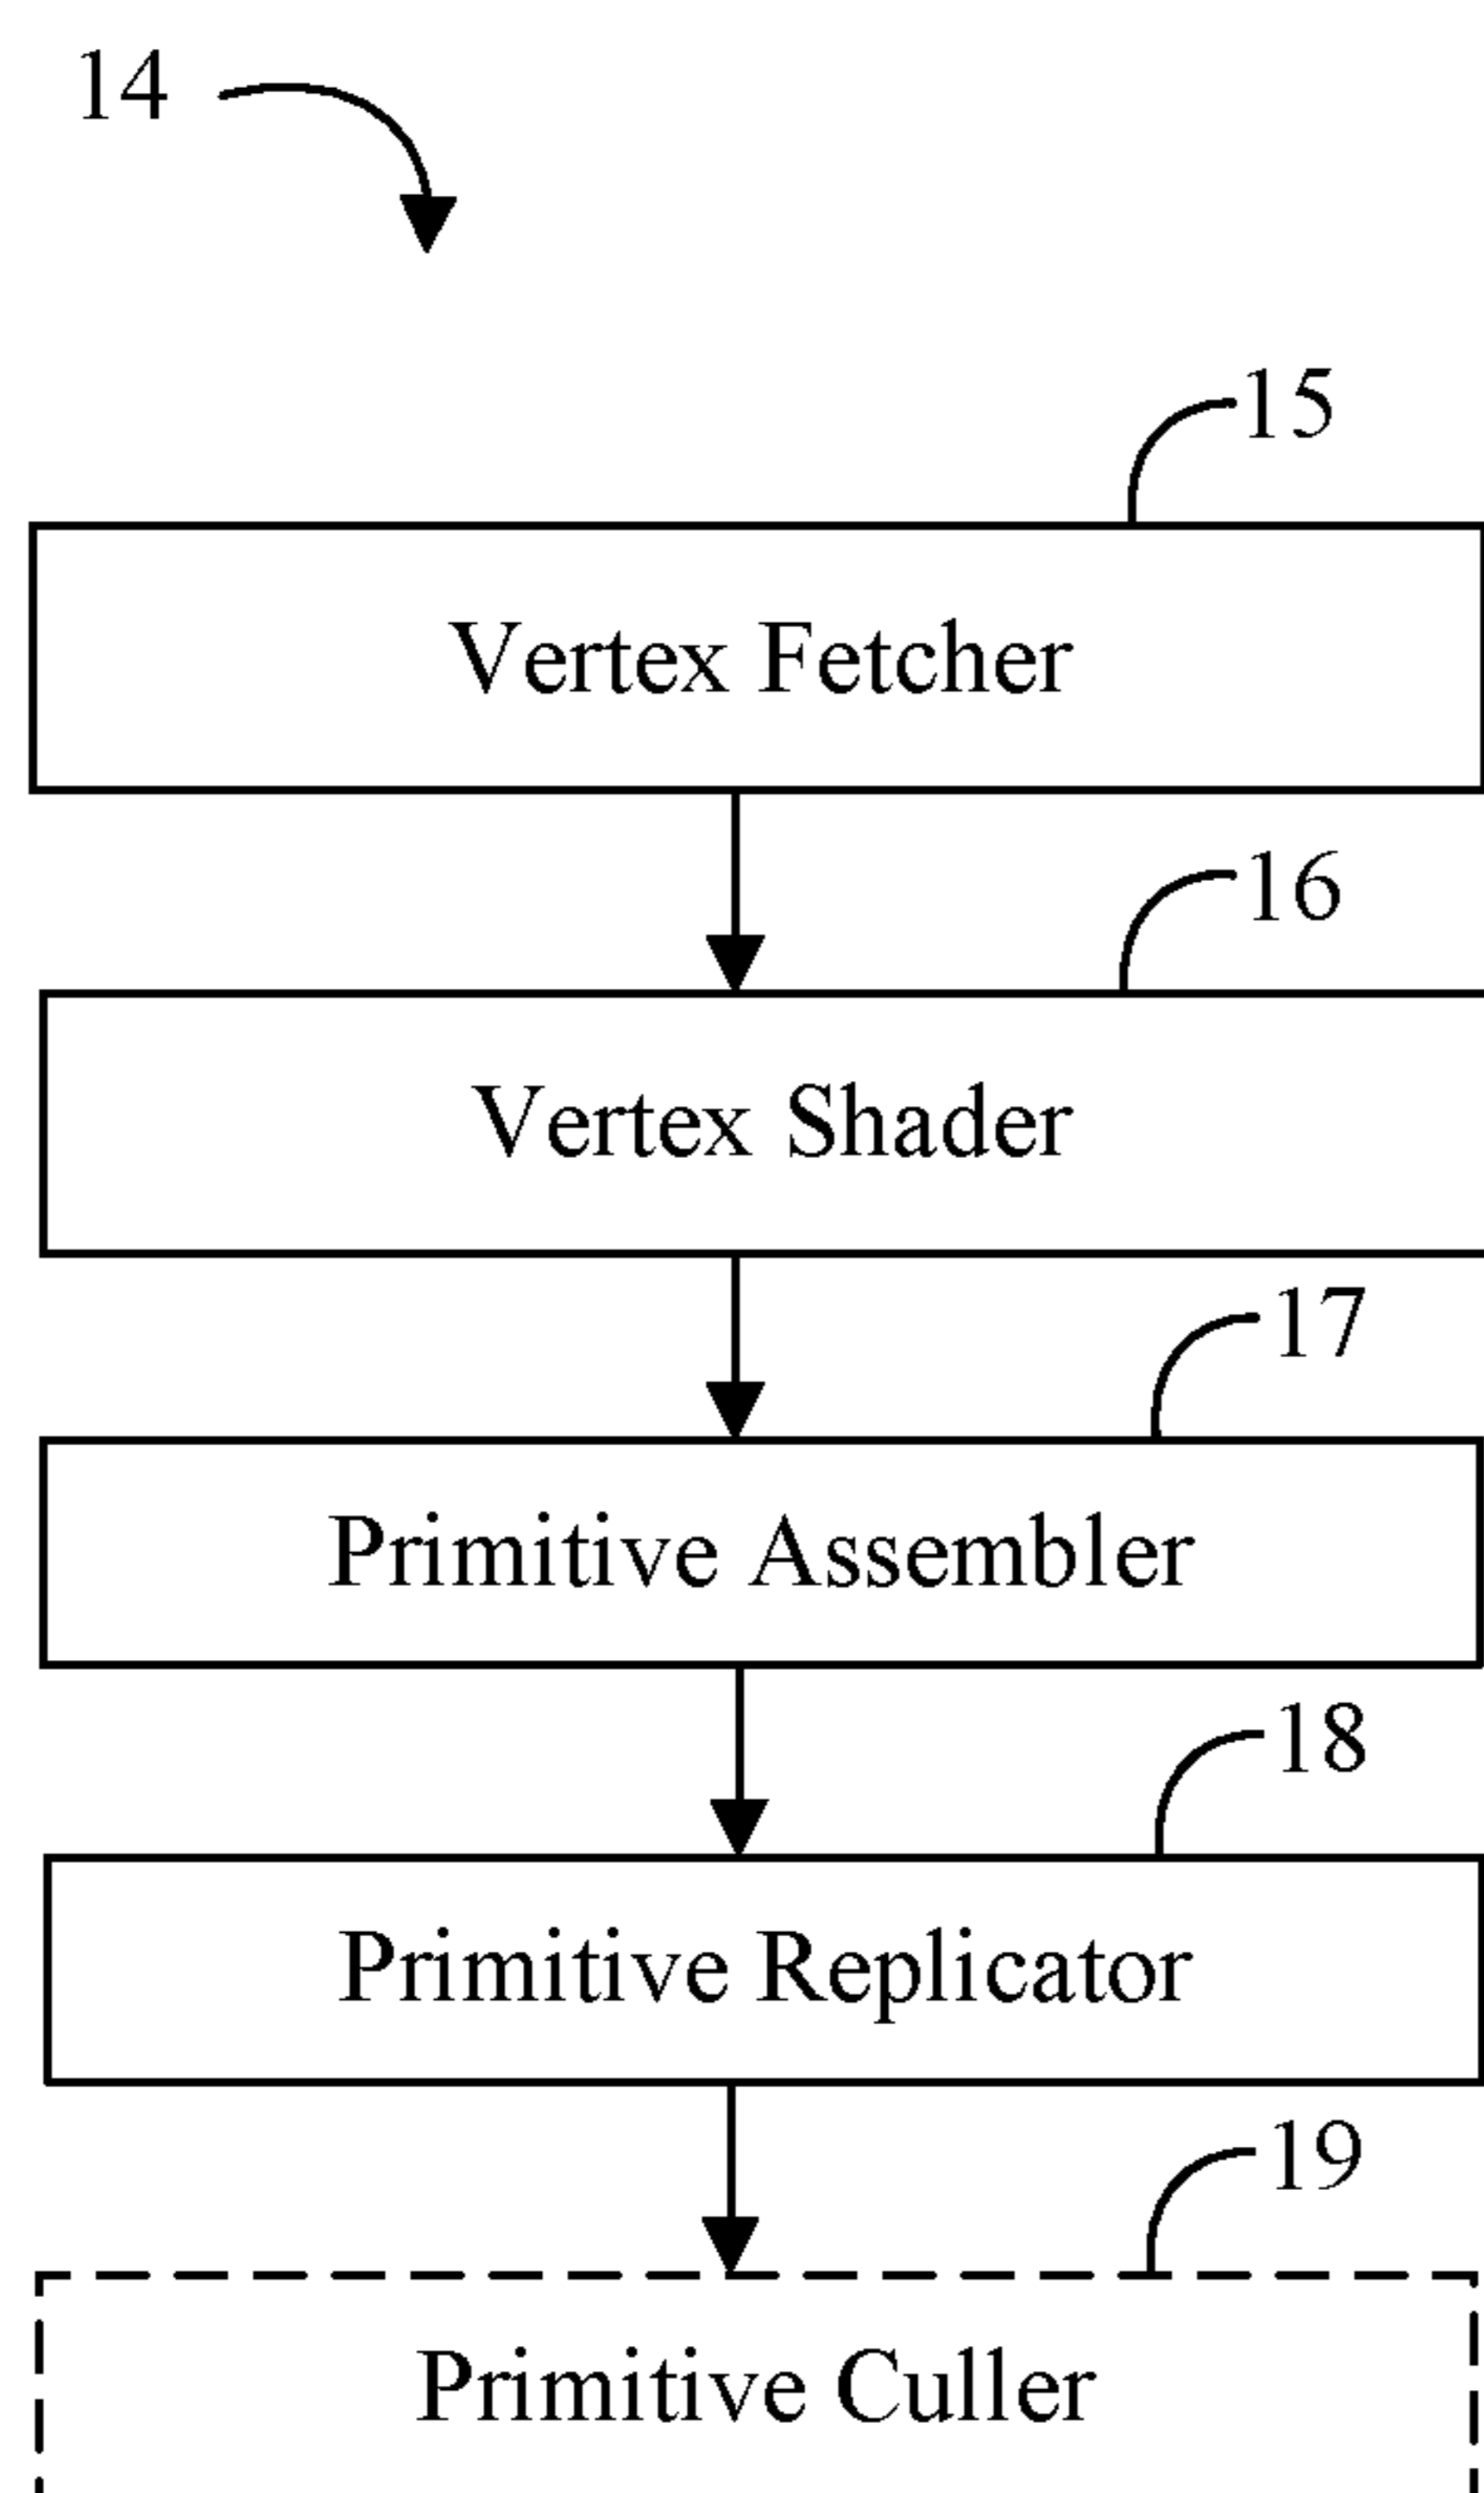 14
15
Vertex Fetcher
16
Vertex Shader
17
Primitive Assembler
18
Primitive Replicator
19
Primitive Culler